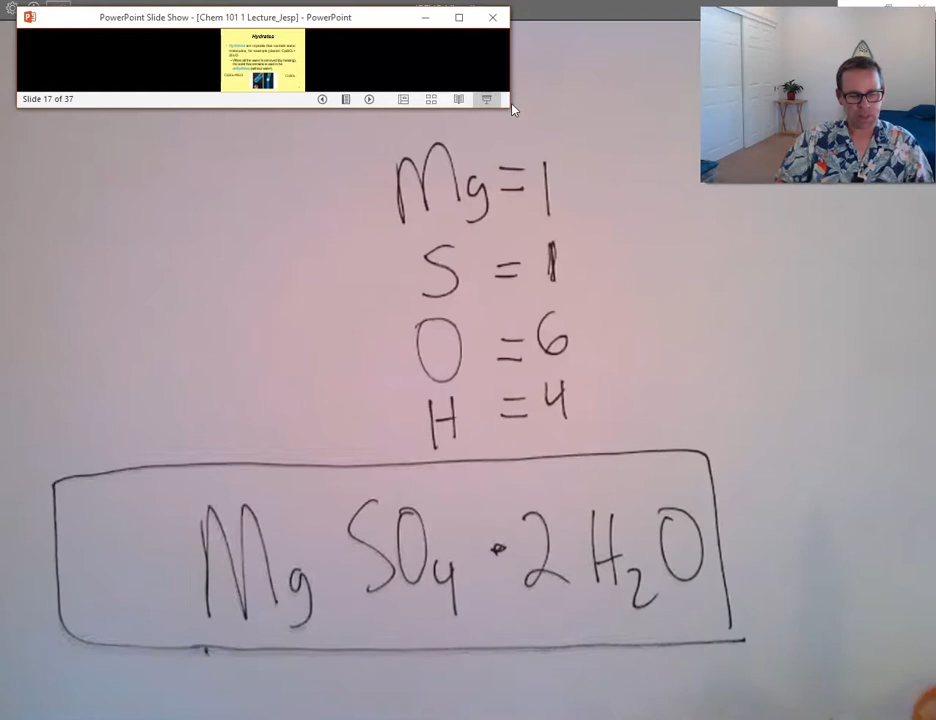 PowerPoint Slide Show - [Chem 101 1 Lecture_Jesp] - PowerPoint
Hydrates
Slide 17 of 37
Mg = 1
S = 1
O = 6
H = 4
MgSO₄ · 2H₂O